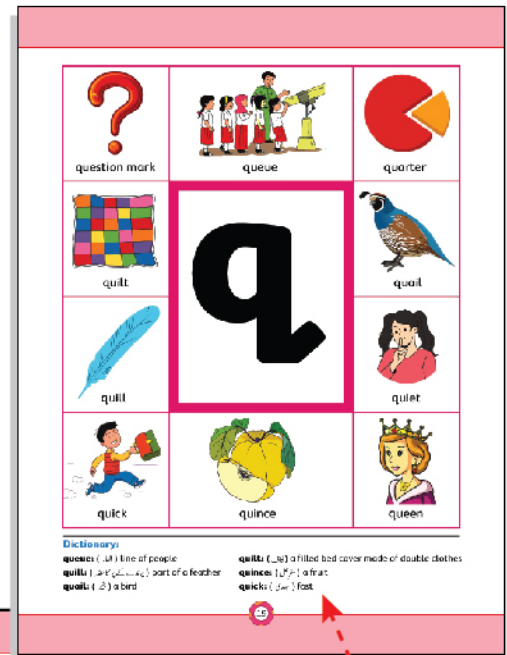 question mark
queue
quarter
quilt
q
quail
quill
quiet
quick
quince
queen
Dictionary:
queue: ( ) line of people
quilt: ( ) a filled bed cover made of double clothes
quill: ( ) part of a feather
quince: ( ) a fruit
quail: ( ) a bird
quick: ( ) fast